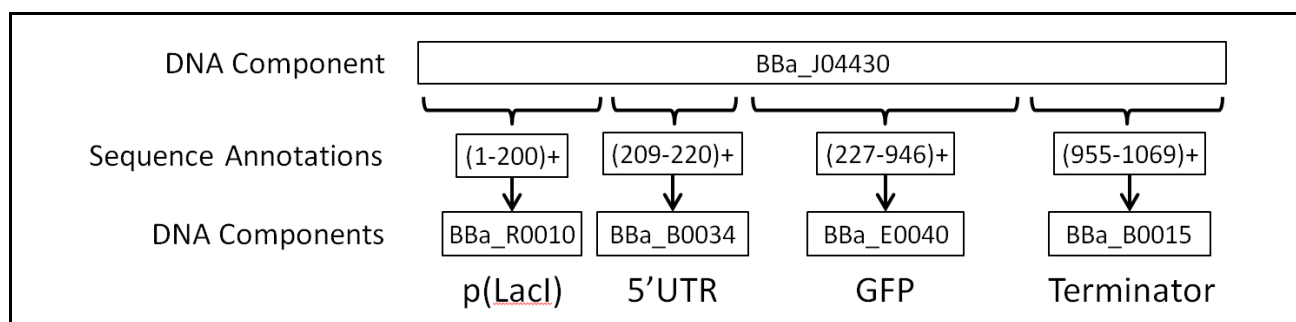 DNA Component BBa_J04430
Sequence Annotations (1-200)+ (209-220)+ (227-946)+ (955-1069)+
DNA Components BBa_R0010 BBa_B0034 BBa_E0040 BBa_B0015
p(LacI) 5’UTR GFP Terminator